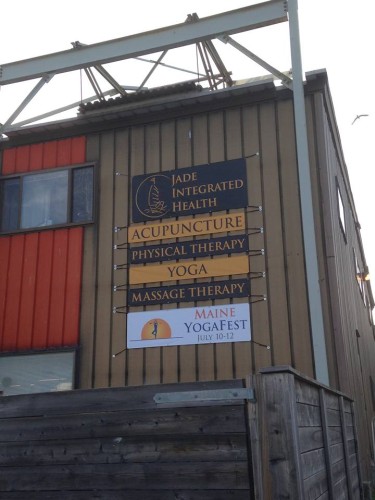 JADE
INTEGRATED
HEALTH
ACUPUNCTURE
PHYSICAL THERAPY
YOGA
MASSAGE THERAPY
MAINE
YOGAFEST
JULY 10-12